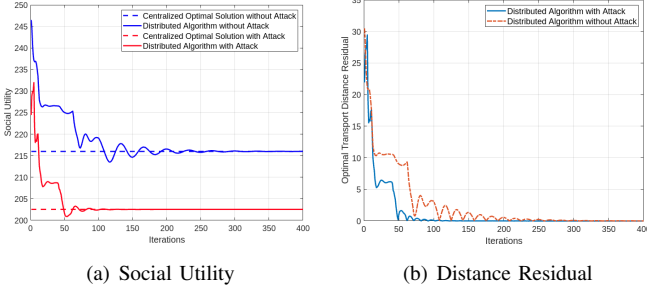 250
245
240
235
230
225
220
215
210
205
200
Social Utility
0 50 100 150 200 250 300 350 400
Iterations
Centralized Optimal Solution without Attack
Distributed Algorithm without Attack
Centralized Optimal Solution with Attack
Distributed Algorithm with Attack
(a) Social Utility
35
30
25
20
15
10
5
0
Optimal Transport Distance Residual
0 50 100 150 200 250 300 350 400
Iterations
Distributed Algorithm with Attack
Distributed Algorithm without Attack
(b) Distance Residual